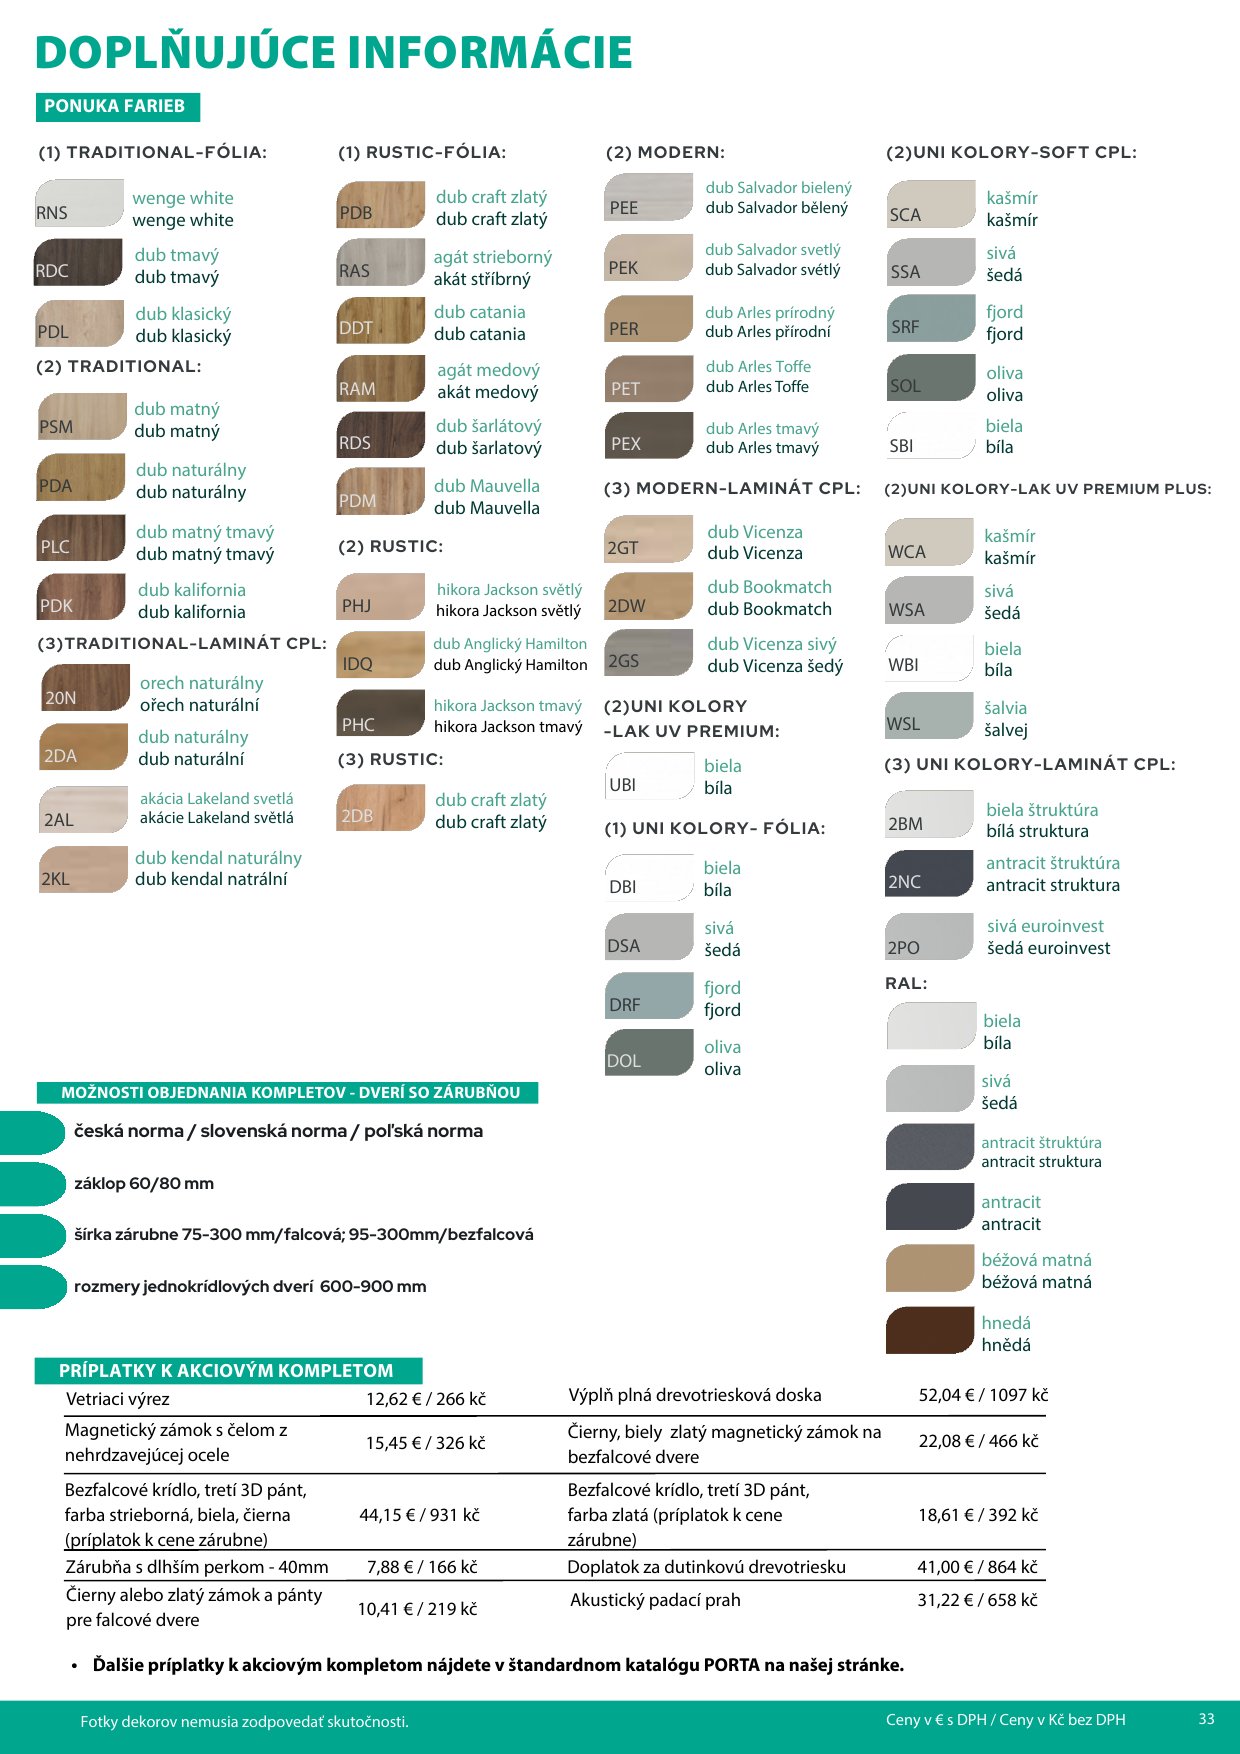 DOPLŇUJÚCE INFORMÁCIE
PONUKA FARIEB
(1) TRADITIONAL-FÓLIA:
RNS
wenge white
wenge white
RDC
dub tmavý
dub tmavý
PDL
dub klasický
dub klasický
(2) TRADITIONAL:
PSM
dub matný
dub matný
PDA
dub naturálny
dub naturálny
PLC
dub matný tmavý
dub matný tmavý
PDK
dub kalifornia
dub kalifornia
(3)TRADITIONAL-LAMINÁT CPL:
20N
orech naturálny
ořech naturální
2DA
dub naturálny
dub naturální
2AL
akácia Lakeland svetlá
akácie Lakeland světlá
2KL
dub kendal naturálny
dub kendal natrální
(1) RUSTIC-FÓLIA:
PDB
dub craft zlatý
dub craft zlatý
RAS
agát strieborný
akát stříbrný
DDT
dub catania
dub catania
RAM
agát medový
akát medový
RDS
dub šarlátový
dub šarlatový
PDM
dub Mauvella
dub Mauvella
(2) RUSTIC:
PHJ
hikora Jackson světlý
hikora Jackson světlý
IDQ
dub Anglický Hamilton
dub Anglický Hamilton
PHC
hikora Jackson tmavý
hikora Jackson tmavý
(3) RUSTIC:
2DB
dub craft zlatý
dub craft zlatý
(2) MODERN:
PEE
dub Salvador bielený
dub Salvador bělený
PEK
dub Salvador svetlý
dub Salvador svétlý
PER
dub Arles prírodný
dub Arles přírodní
PET
dub Arles Toffe
dub Arles Toffe
PEX
dub Arles tmavý
dub Arles tmavý
(3) MODERN-LAMINÁT CPL:
2GT
dub Vicenza
dub Vicenza
2DW
dub Bookmatch
dub Bookmatch
2GS
dub Vicenza sivý
dub Vicenza šedý
(2)UNI KOLORY
-LAK UV PREMIUM:
UBI
biela
bíla
(1) UNI KOLORY- FÓLIA:
DBI
biela
bíla
DSA
sivá
šedá
DRF
fjord
fjord
DOL
oliva
oliva
(2)UNI KOLORY-SOFT CPL:
SCA
kašmír
kašmír
SSA
sivá
šedá
SRF
fjord
fjord
SOL
oliva
oliva
SBI
biela
bíla
(2)UNI KOLORY-LAK UV PREMIUM PLUS:
WCA
kašmír
kašmír
WSA
sivá
šedá
WBI
biela
bíla
WSL
šalvia
šalvej
(3) UNI KOLORY-LAMINÁT CPL:
2BM
biela štruktúra
bílá struktura
2NC
antracit štruktúra
antracit struktura
2PO
sivá euroinvest
šedá euroinvest
RAL:
biela
bíla
sivá
šedá
antracit štruktúra
antracit struktura
antracit
antracit
béžová matná
béžová matná
hnedá
hnědá
MOŽNOSTI OBJEDNANIA KOMPLETOV - DVERÍ SO ZÁRUBŇOU
česká norma / slovenská norma / poľská norma
záklop 60/80 mm
šírka zárubne 75-300 mm/falcová; 95-300mm/bezfalcová
rozmery jednokrídlových dverí 600-900 mm
PRÍPLATKY K AKCIOVÝM KOMPLETOM
Vetriaci výrez 12,62 € / 266 kč
Magnetický zámok s čelom z
nehrdzavejúcej ocele
15,45 € / 326 kč
Bezfalcové krídlo, tretí 3D pánt,
farba strieborná, biela, čierna
(príplatok k cene zárubne)
44,15 € / 931 kč
Zárubňa s dlhším perkom - 40mm 7,88 € / 166 kč
Čierny alebo zlatý zámok a pánty
pre falcové dvere
10,41 € / 219 kč
Výplň plná drevotriesková doska 52,04 € / 1097 kč
Čierny, biely zlatý magnetický zámok na
bezfalcové dvere
22,08 € / 466 kč
Bezfalcové krídlo, tretí 3D pánt,
farba zlatá (príplatok k cene
zárubne)
18,61 € / 392 kč
Doplatok za dutinkovú drevotriesku 41,00 € / 864 kč
Akustický padací prah 31,22 € / 658 kč
• Ďalšie príplatky k akciovým kompletom nájdete v štandardnom katalógu PORTA na našej stránke.
Fotky dekorov nemusia zodpovedať skutočnosti.
Ceny v € s DPH / Ceny v Kč bez DPH
33